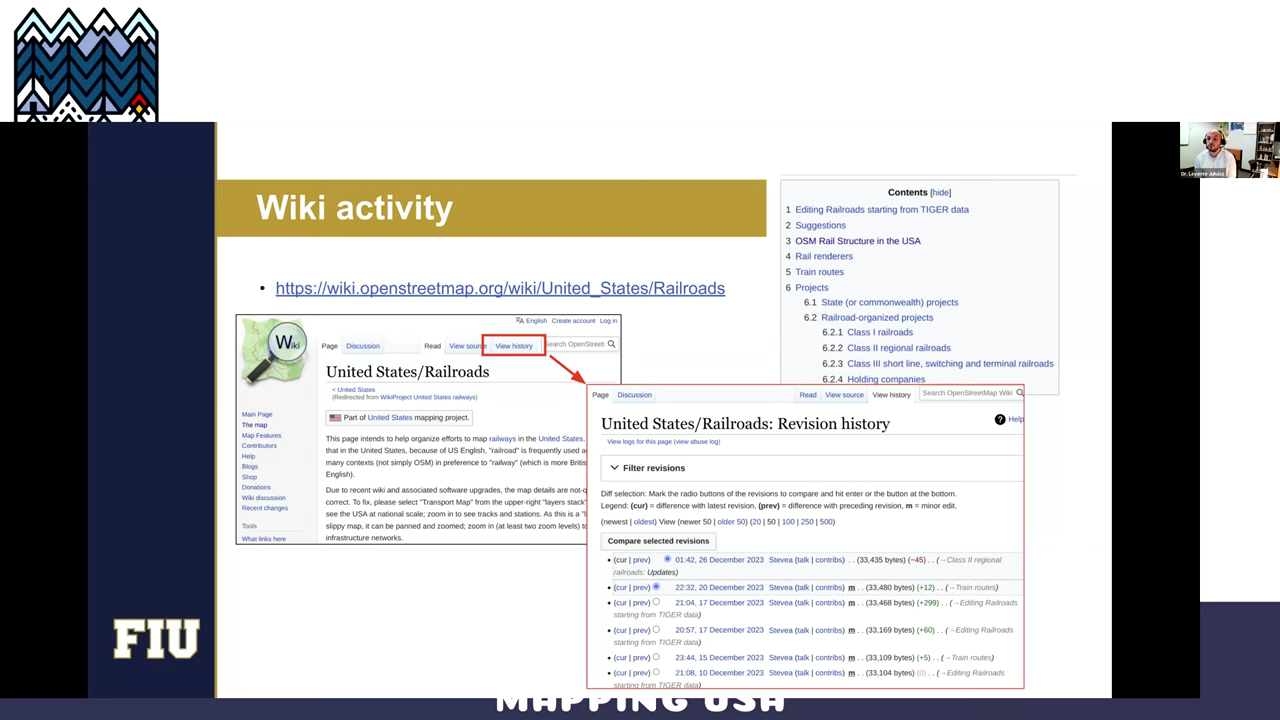 Wiki activity
• https://wiki.openstreetmap.org/wiki/United_States/Railroads
Contents [hide]
1 Editing Railroads starting from TIGER data
2 Suggestions
3 OSM Rail Structure in the USA
4 Rail renderers
5 Train routes
6 Projects
6.1 State (or commonwealth) projects
6.2 Railroad-organized projects
6.2.1 Class I railroads
6.2.2 Class II regional railroads
6.2.3 Class III short line, switching and terminal railroads
6.2.4 Holding companies
English Create account Log in
Wiki
Page Discussion Read View source View history Search OpenStreet
United States/Railroads
< United States
(Redirected from WikiProject United States railways)
Part of United States mapping project.
This page intends to help organize efforts to map railways in the United States.
that in the United States, because of US English, "railroad" is frequently used a
many contexts (not simply OSM) in preference to "railway" (which is more Britis
English).
Due to recent wiki and associated software upgrades, the map details are not-q
correct. To fix, please select "Transport Map" from the upper-right "layers stack"
see the USA at national scale; zoom in to see tracks and stations. As this is a "l
slippy map, it can be panned and zoomed; zoom in (at least two zoom levels) to
infrastructure networks.
Main Page
The map
Map Features
Contributors
Help
Blogs
Shop
Donations
Wiki discussion
Recent changes
Tools
What links here
Page Discussion Read View source View history Search OpenStreetMap Wiki
United States/Railroads: Revision history
Help
View logs for this page (view abuse log)
Filter revisions
Diff selection: Mark the radio buttons of the revisions to compare and hit enter or the button at the bottom.
Legend: (cur) = difference with latest revision, (prev) = difference with preceding revision, m = minor edit.
(newest | oldest) View (newer 50 | older 50) (20 | 50 | 100 | 250 | 500)
Compare selected revisions
• (cur | prev) 01:42, 26 December 2023 Stevea (talk | contribs) . . (33,435 bytes) (−45) . . (→Class II regional
railroads: Updates)
• (cur | prev) 22:32, 20 December 2023 Stevea (talk | contribs) m . . (33,480 bytes) (+12) . . (→Train routes)
• (cur | prev) 21:04, 17 December 2023 Stevea (talk | contribs) m . . (33,468 bytes) (+299) . . (→Editing Railroads
starting from TIGER data)
• (cur | prev) 20:57, 17 December 2023 Stevea (talk | contribs) m . . (33,169 bytes) (+60) . . (→Editing Railroads
starting from TIGER data)
• (cur | prev) 23:44, 15 December 2023 Stevea (talk | contribs) m . . (33,109 bytes) (+5) . . (→Train routes)
• (cur | prev) 21:08, 10 December 2023 Stevea (talk | contribs) m . . (33,104 bytes) (0) . . (→Editing Railroads
starting from TIGER data)
FIU
MAPPING USA
Dr. Levente Juhász